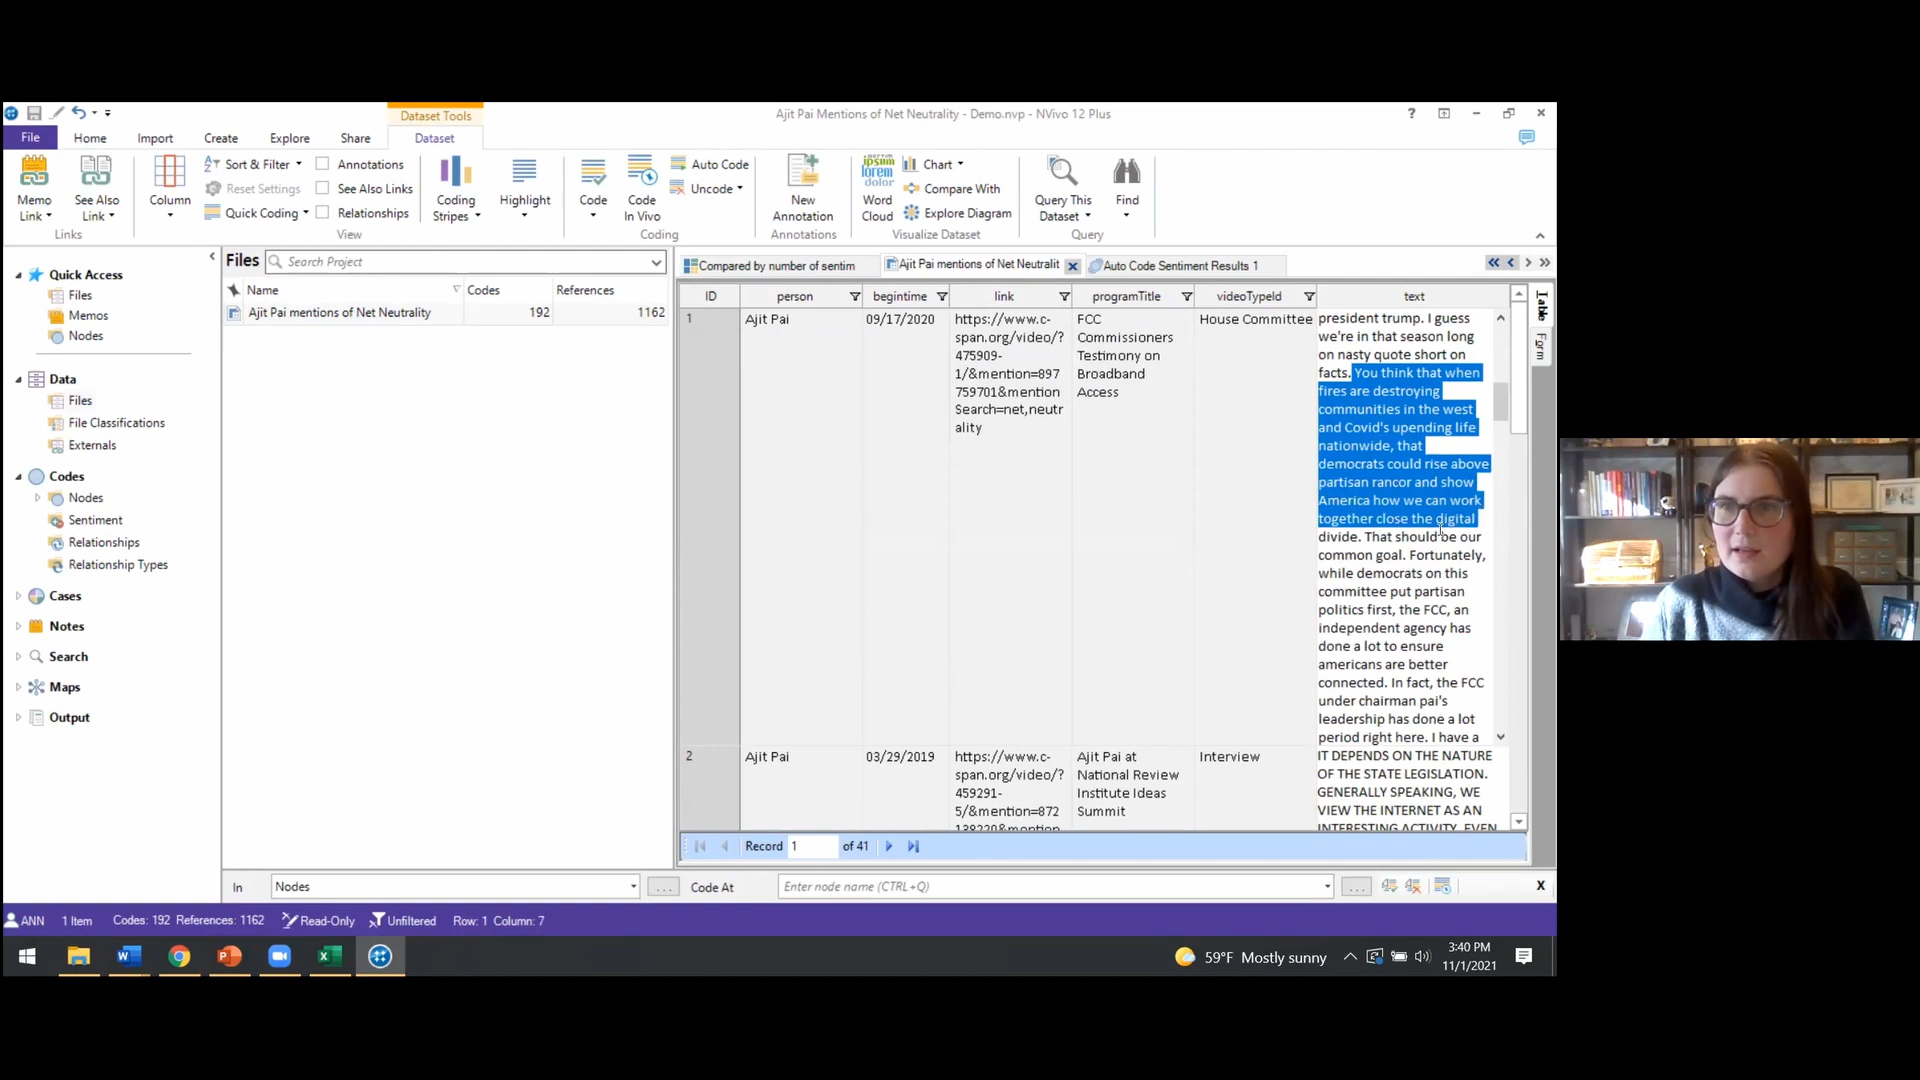 Dataset Tools
Ajit Pai Mentions of Net Neutrality - Demo.nvp - NVivo 12 Plus
?
File
Home
Import
Create
Explore
Share
Dataset
Memo Link
See Also Link
Links
Column
Sort & Filter
Reset Settings
Quick Coding
Annotations
See Also Links
Relationships
View
Coding Stripes
Highlight
Code
Code In Vivo
Auto Code
Uncode
Coding
New Annotation
Annotations
Word Cloud
Chart
Compare With
Explore Diagram
Visualize Dataset
Query This Dataset
Find
Query
Quick Access
Files
Memos
Nodes
Data
Files
File Classifications
Externals
Codes
Nodes
Sentiment
Relationships
Relationship Types
Cases
Notes
Search
Maps
Output
Files
Search Project
Name
Codes
References
Ajit Pai mentions of Net Neutrality
192
1162
Compared by number of sentim
Ajit Pai mentions of Net Neutralit
Auto Code Sentiment Results 1
ID
person
begintime
link
programTitle
videoTypeId
text
1
Ajit Pai
09/17/2020
https://www.c-
span.org/video/?
475909-
1/&mention=897
759701&mention
Search=net,neutr
ality
FCC
Commissioners
Testimony on
Broadband
Access
House Committee
president trump. I guess
we're in that season long
on nasty quote short on
facts. You think that when
fires are destroying
communities in the west
and Covid's upending life
nationwide, that
democrats could rise above
partisan rancor and show
America how we can work
together close the digital
divide. That should be our
common goal. Fortunately,
while democrats on this
committee put partisan
politics first, the FCC, an
independent agency has
done a lot to ensure
americans are better
connected. In fact, the FCC
under chairman pai's
leadership has done a lot
period right here. I have a
2
Ajit Pai
03/29/2019
https://www.c-
span.org/video/?
459291-
5/&mention=872
138220&mention
Ajit Pai at
National Review
Institute Ideas
Summit
Interview
IT DEPENDS ON THE NATURE
OF THE STATE LEGISLATION.
GENERALLY SPEAKING, WE
VIEW THE INTERNET AS AN
INTERESTING ACTIVITY. EVEN
Table
Form
Record 1 of 41
In
Nodes
...
Code At
Enter node name (CTRL+Q)
...
X
ANN
1 Item
Codes: 192 References: 1162
Read-Only
Unfiltered
Row: 1 Column: 7
59°F Mostly sunny
3:40 PM
11/1/2021